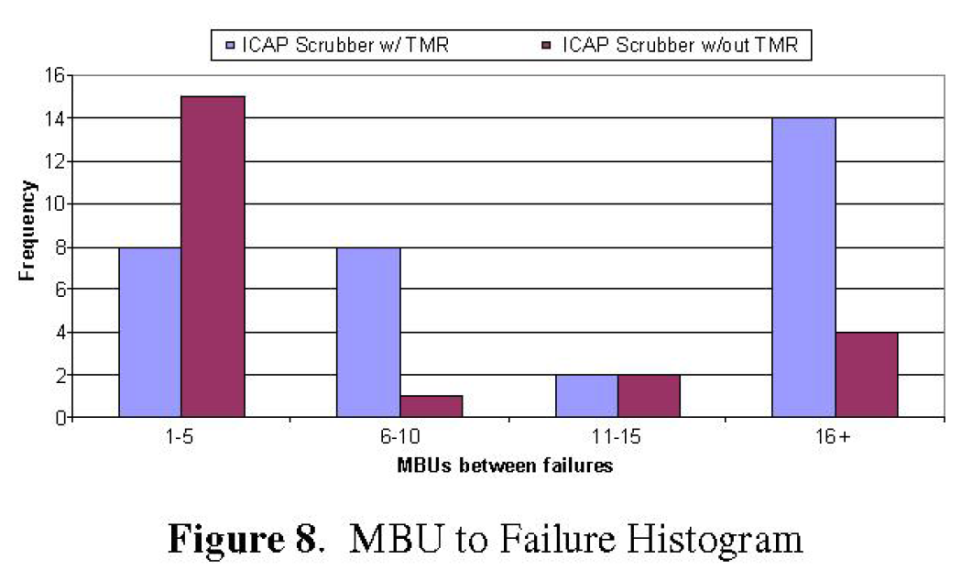 ICAP Scrubber w/ TMR
ICAP Scrubber w/out TMR
16
14
12
10
8
6
4
2
0
Frequency
1-5
6-10
11-15
16+
MBUs between failures
Figure 8. MBU to Failure Histogram